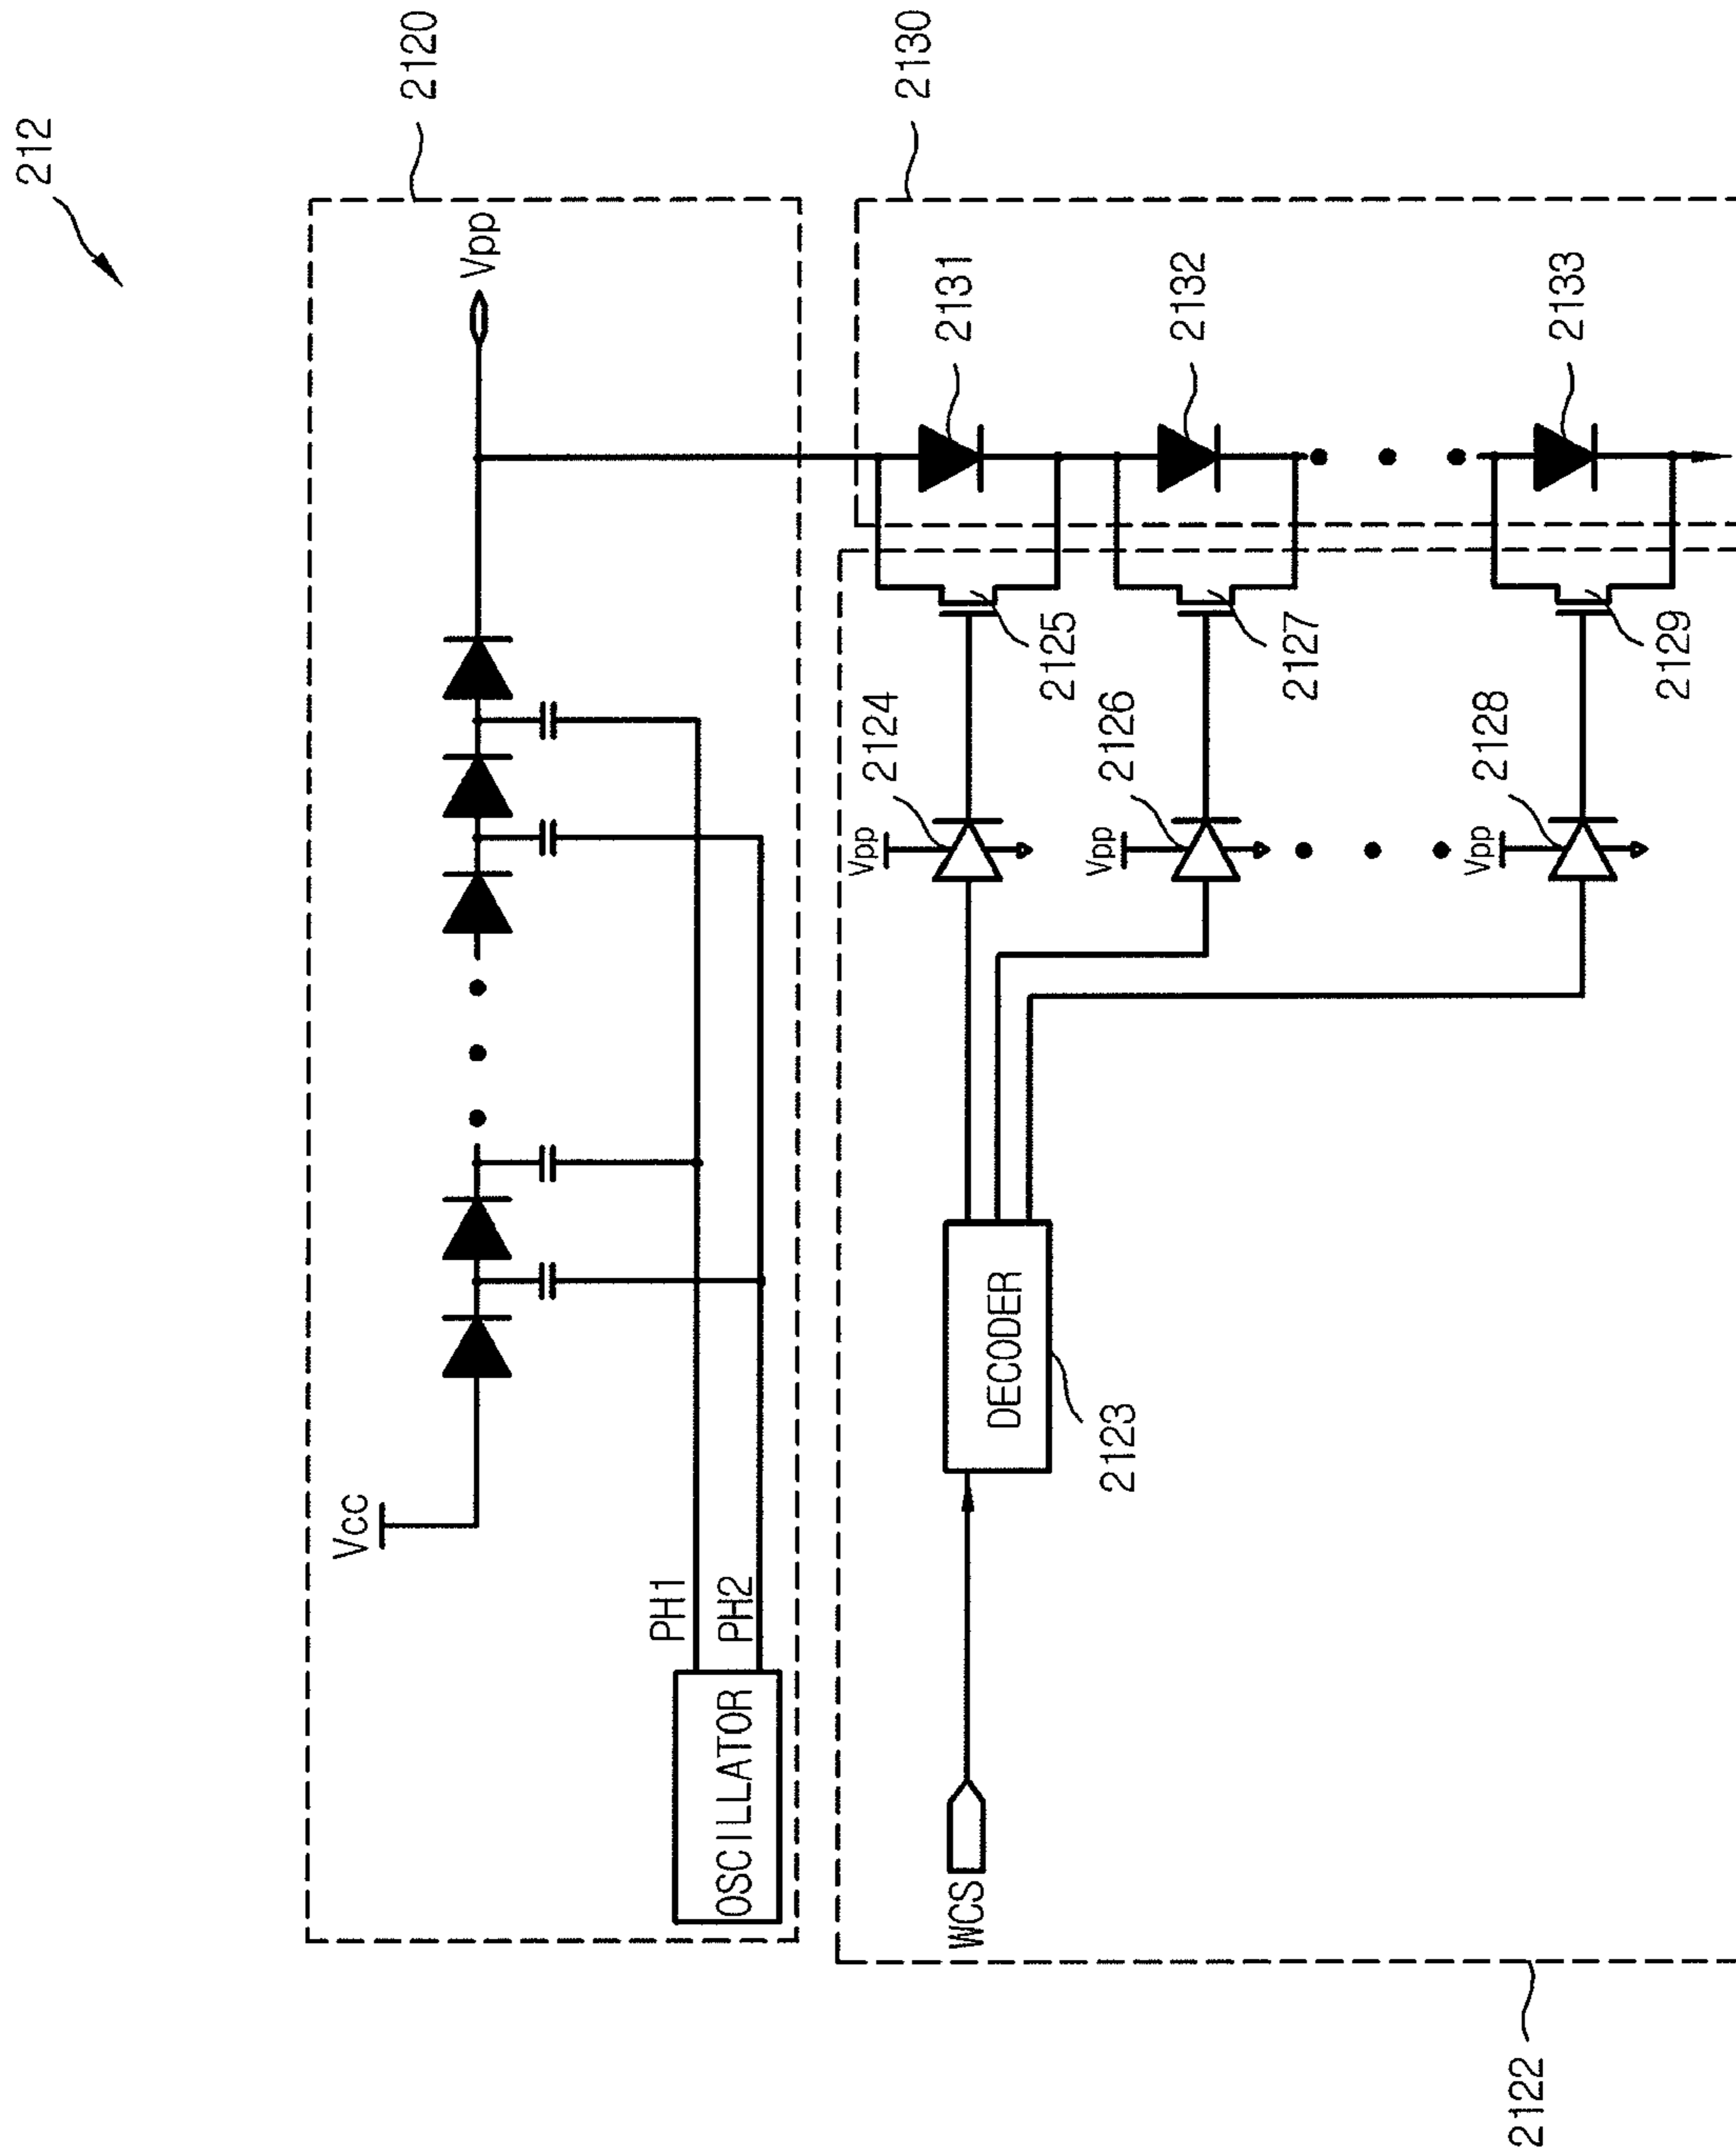 212
2120
Vcc
Vpp
PH1
PH2
OSCILLATOR
2130
2131
2132
2133
2125
2127
2129
Vpp
2124
Vpp
2126
Vpp
2128
DECODER
2123
WCS
2122